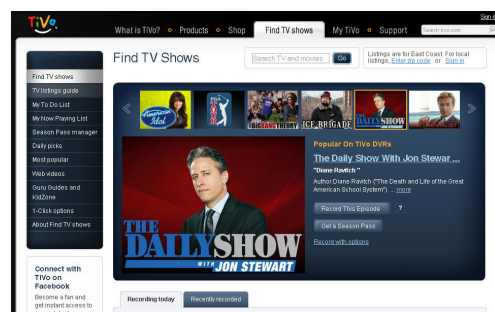 TiVo
Sign in
What is TiVo?
Products
Shop
Find TV shows
My TiVo
Support
Search tivo.com
Find TV Shows
Search TV and movies
Go
Listings are for East Coast. For local
listings, Enter zip code or Sign in
Find TV shows
TV listings guide
My To Do List
My Now Playing List
Season Pass manager
Daily picks
Most popular
Web videos
Guru Guides and
KidZone
1-Click options
About Find TV shows
American
Idol
PGA
BIG BANG THEORY
ICE BRIGADE
THE
DAILY SHOW
Popular On TiVo DVRs
The Daily Show With Jon Stewar ...
"Diane Ravitch "
Author Diane Ravitch ("The Death and Life of the Great
American School System"). ... more
Record This Episode
?
Get a Season Pass
Record with options
THE
DAILY SHOW
WITH JON STEWART
Connect with
TiVo on
Facebook
Become a fan and
get instant access to
Recording today
Recently recorded